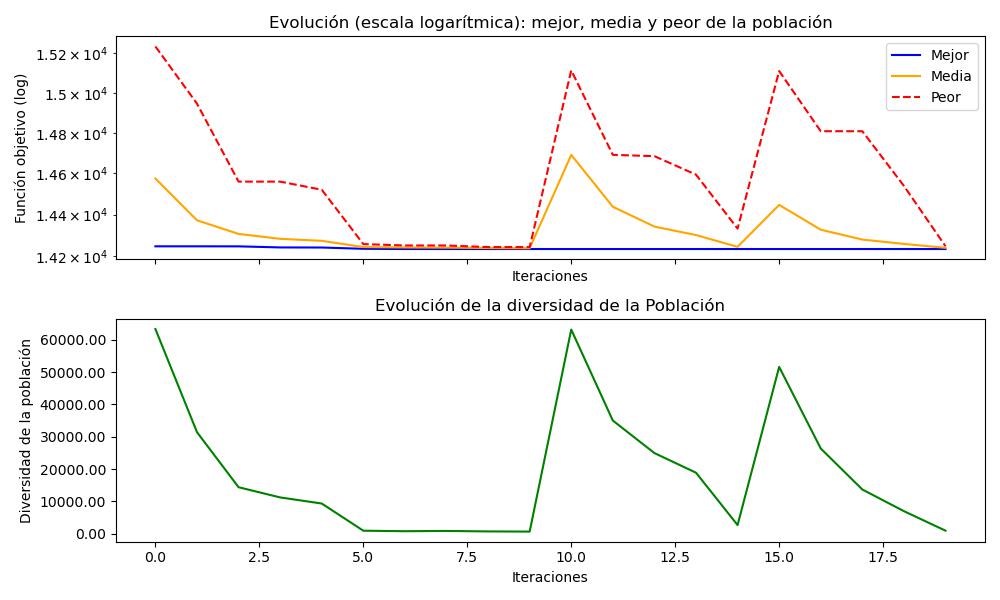 Evolución (escala logarítmica): mejor, media y peor de la población
Función objetivo (log)
1.52 × 10⁴
1.5 × 10⁴
1.48 × 10⁴
1.46 × 10⁴
1.44 × 10⁴
1.42 × 10⁴
Mejor
Media
Peor
Iteraciones
Evolución de la diversidad de la Población
Diversidad de la población
60000.00
50000.00
40000.00
30000.00
20000.00
10000.00
0.00
0.0 2.5 5.0 7.5 10.0 12.5 15.0 17.5
Iteraciones